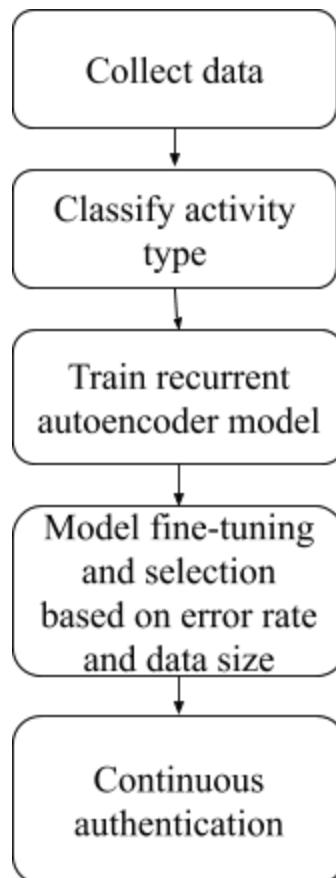 Collect data
Classify activity
type
Train recurrent
autoencoder model
Model fine-tuning
and selection
based on error rate
and data size
Continuous
authentication